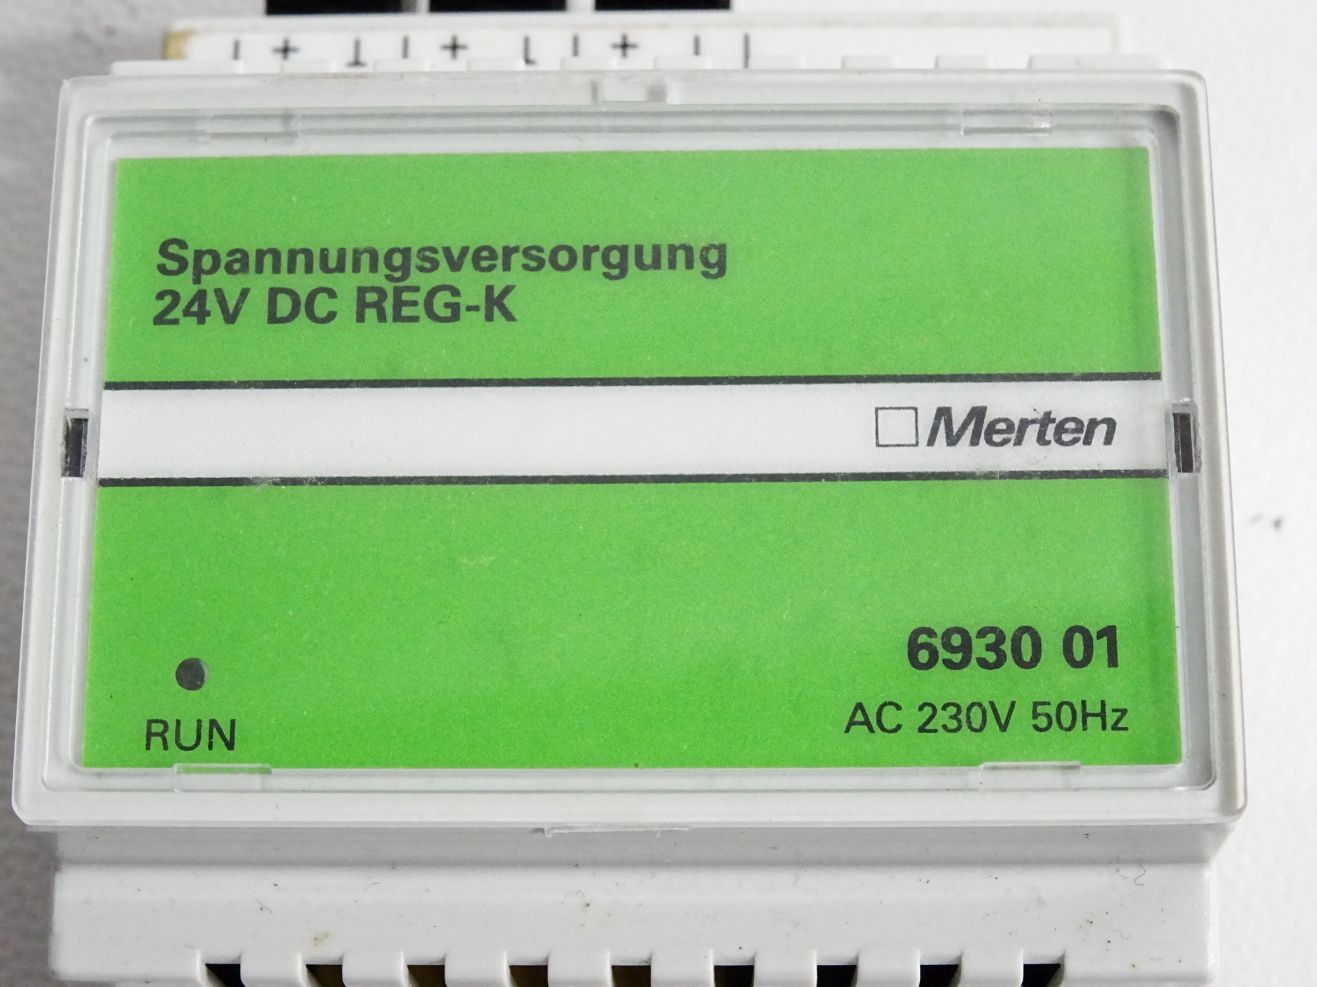 Spannungsversorgung
24V DC REG-K
Merten
6930 01
AC 230V 50Hz
RUN